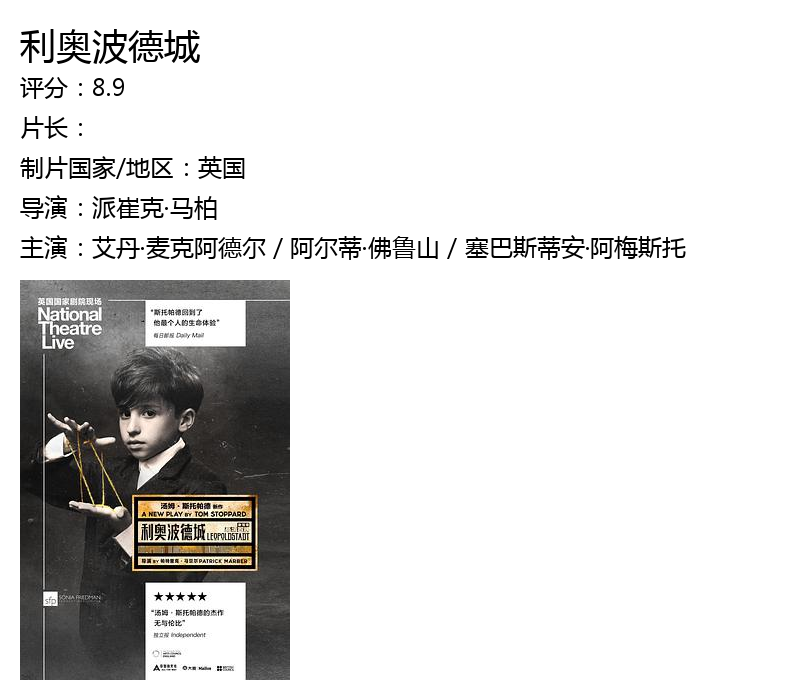 利奥波德城
评分：8.9
片长：
制片国家/地区：英国
导演：派崔克·马柏
主演：艾丹·麦克阿德尔 / 阿尔蒂·佛鲁山 / 塞巴斯蒂安·阿梅斯托
英国国家剧院现场
National
Theatre
Live
“斯托帕德回到了
他最个人的生命体验”
每日邮报 Daily Mail
汤姆·斯托帕德 新作
A NEW PLAY BY TOM STOPPARD
利奥波德城
LEOPOLDSTADT
导演 BY 帕特里克·马贝尔 PATRICK MARBER
sfp SONIA FRIEDMAN
★★★★★
“汤姆·斯托帕德的杰作
无与伦比”
独立报 Independent